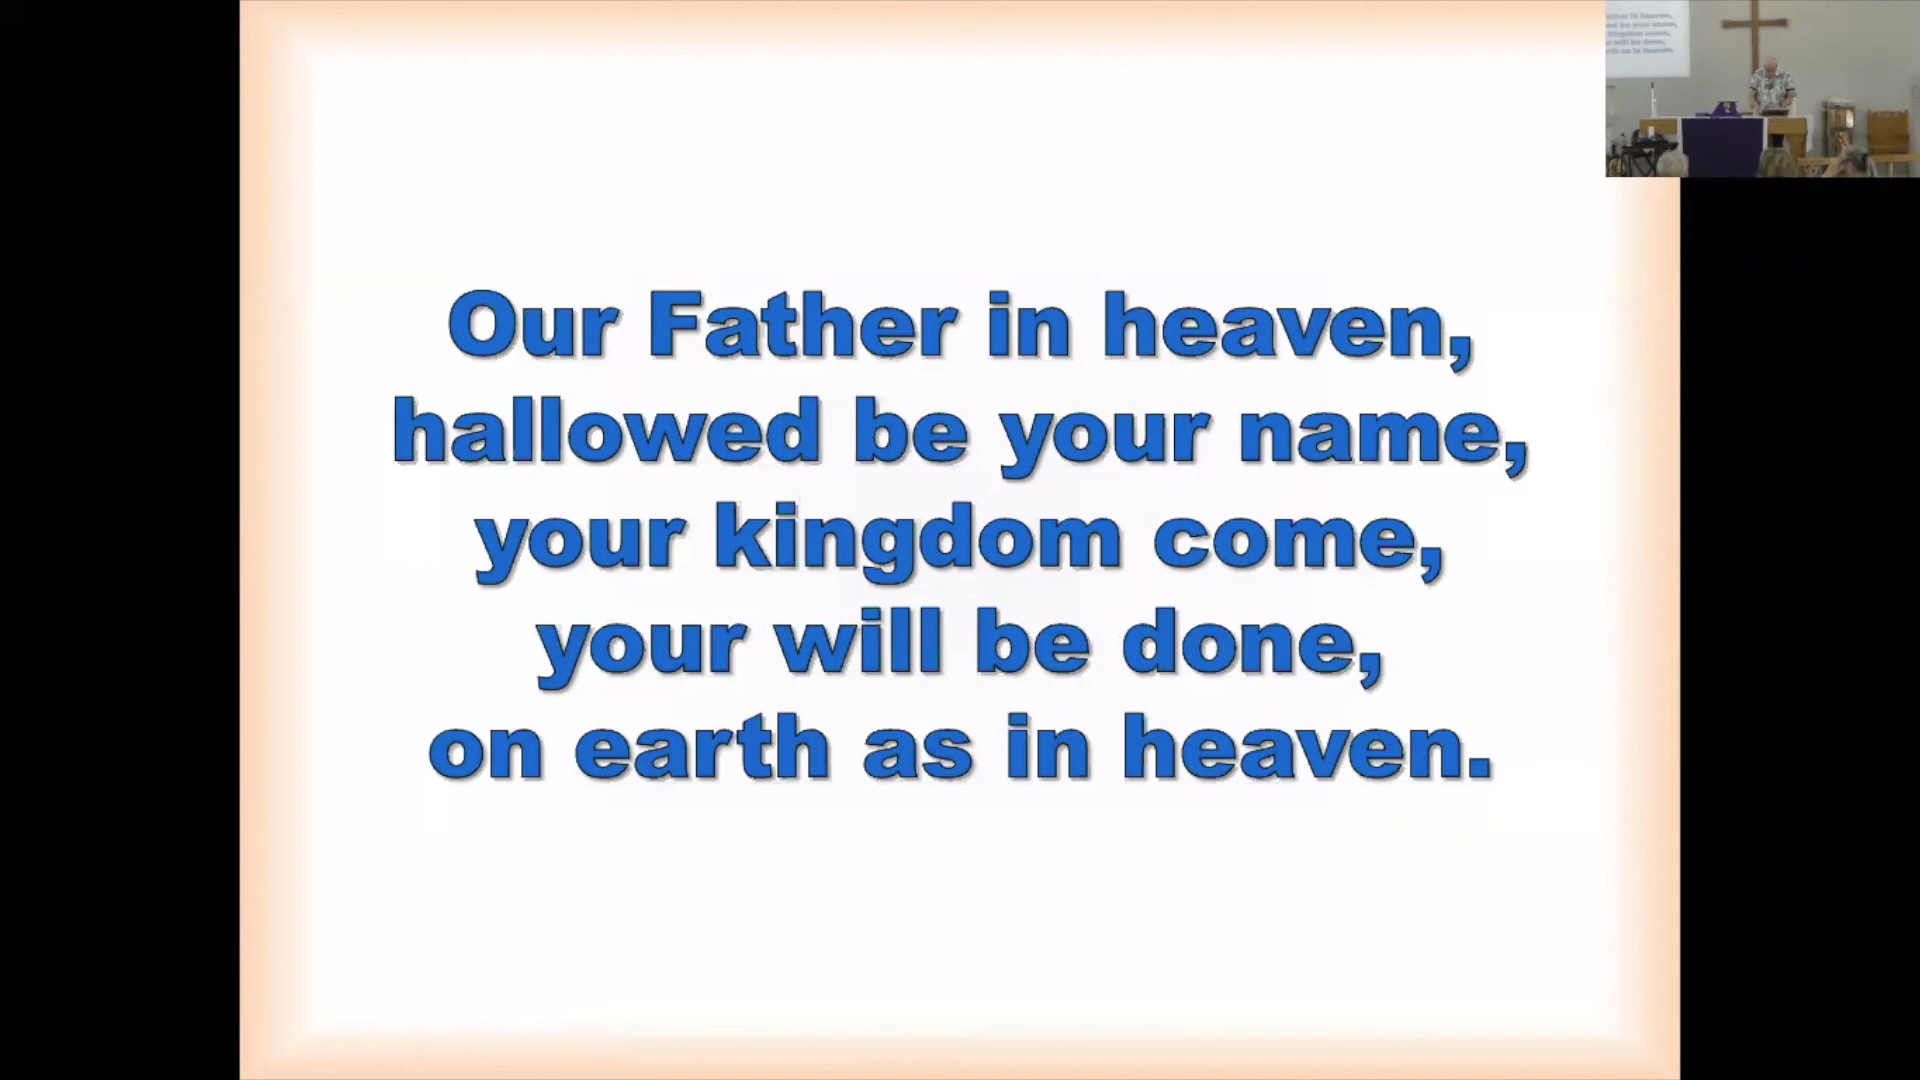 Our Father in heaven,
hallowed be your name,
your kingdom come,
your will be done,
on earth as in heaven.